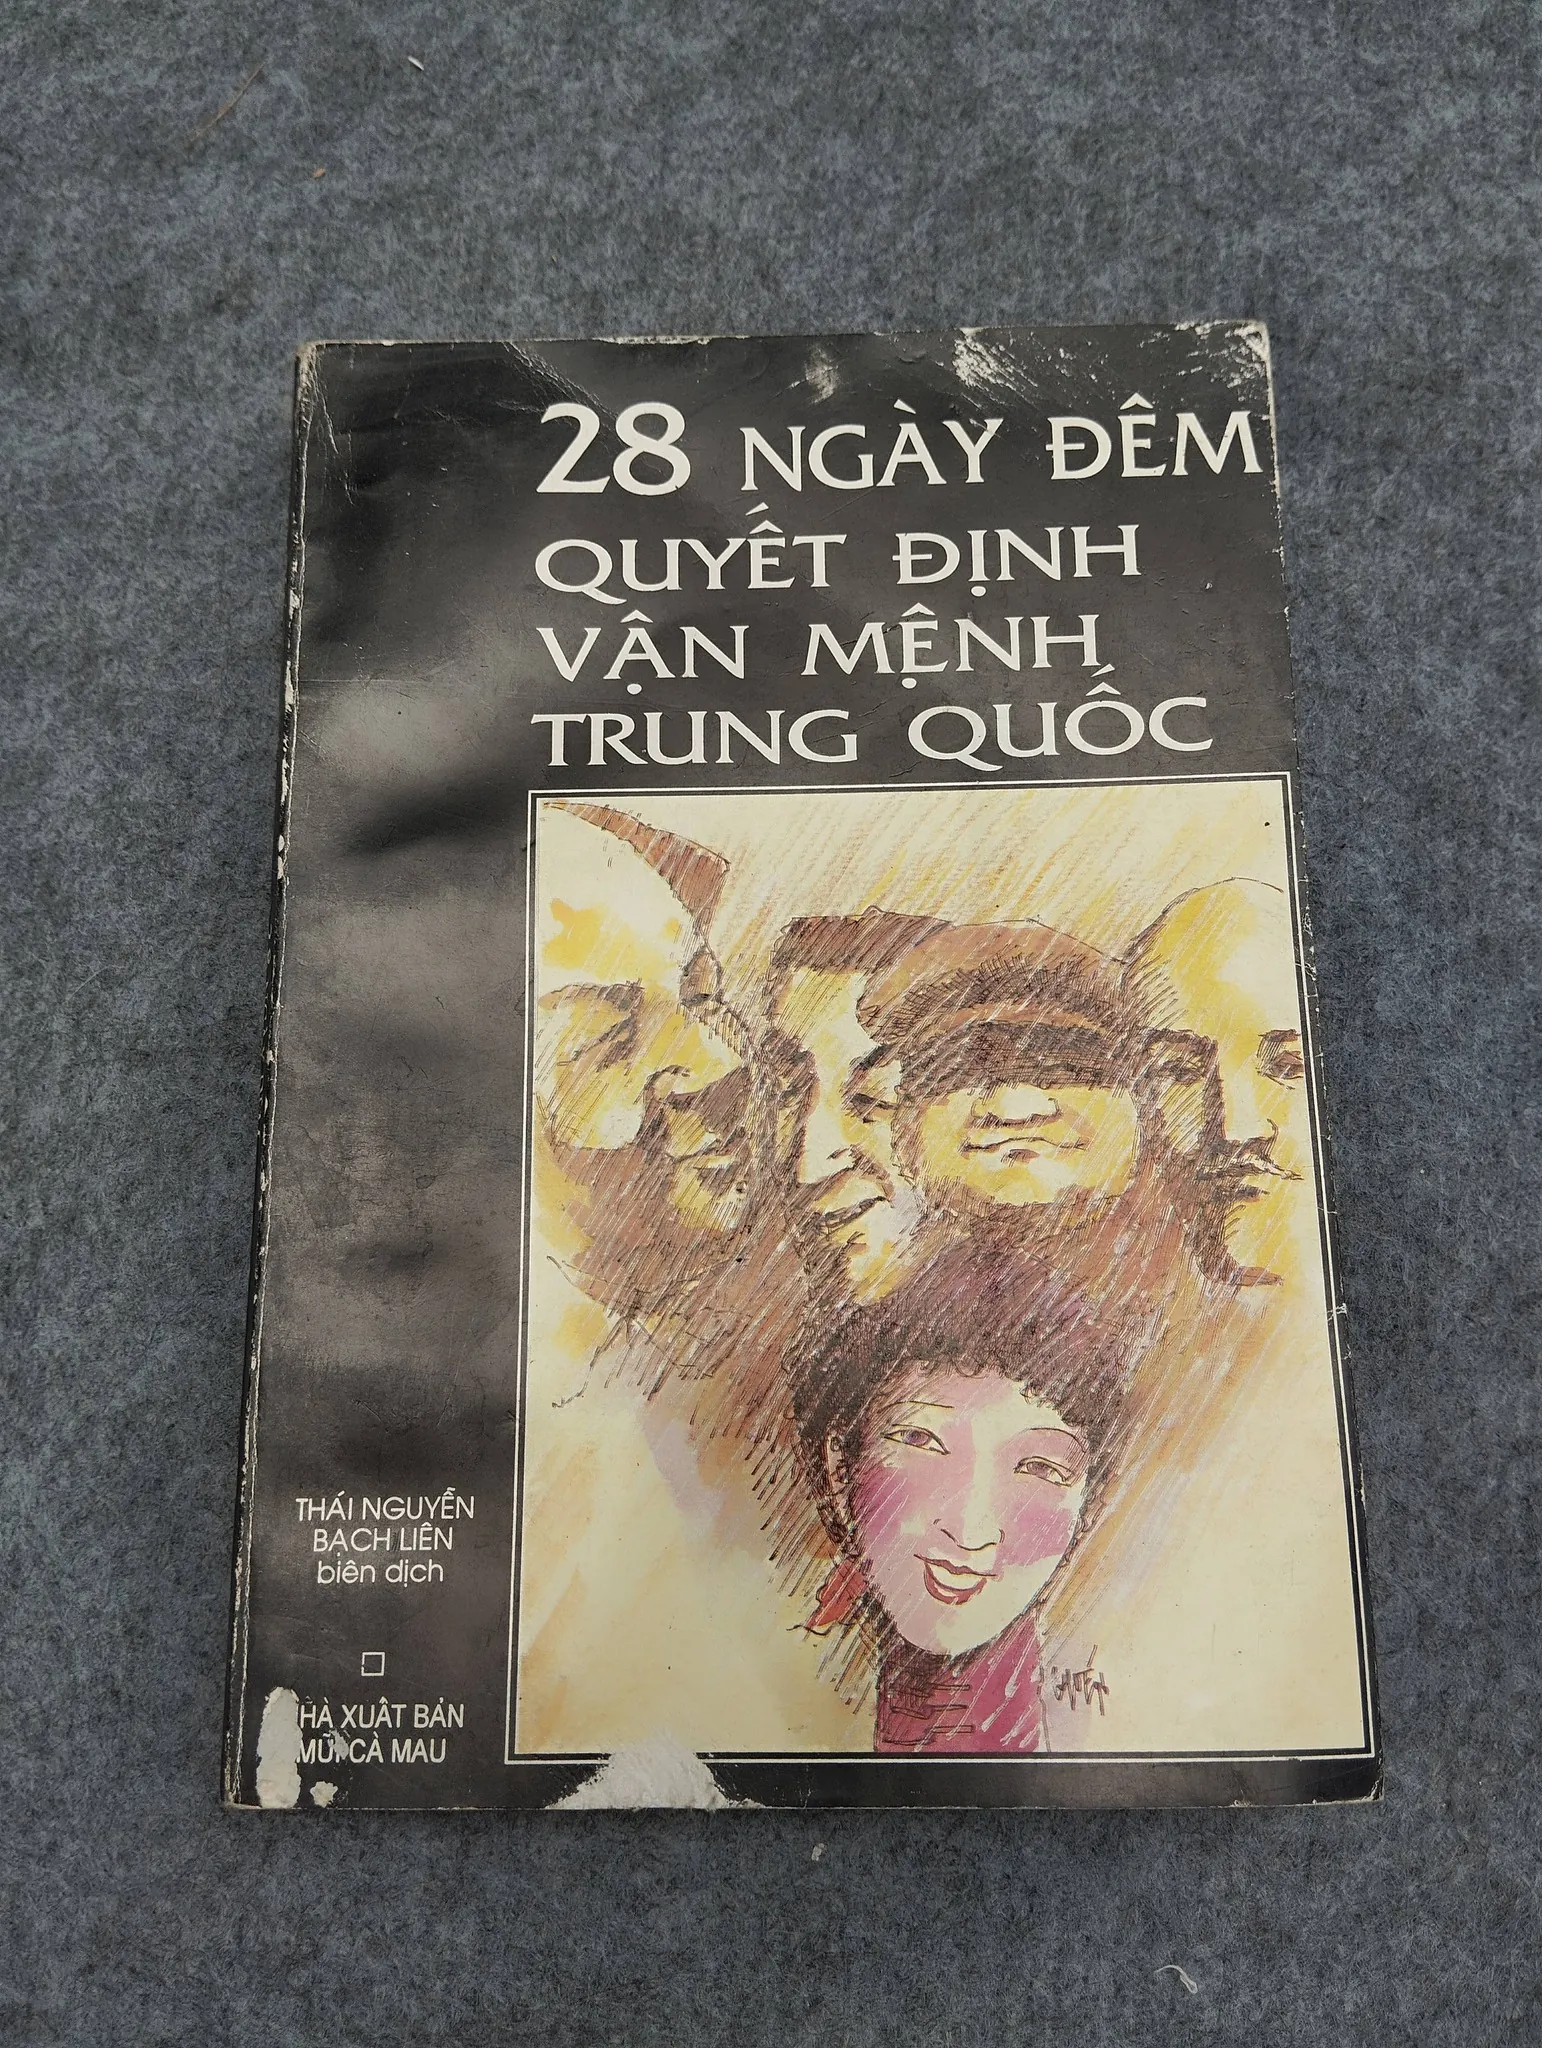 28 NGÀY ĐÊM
QUYẾT ĐỊNH
VẬN MỆNH
TRUNG QUỐC
THÁI NGUYỄN
BẠCH LIÊN
biên dịch
HÀ XUẤT BẢN
MŨI CÀ MAU